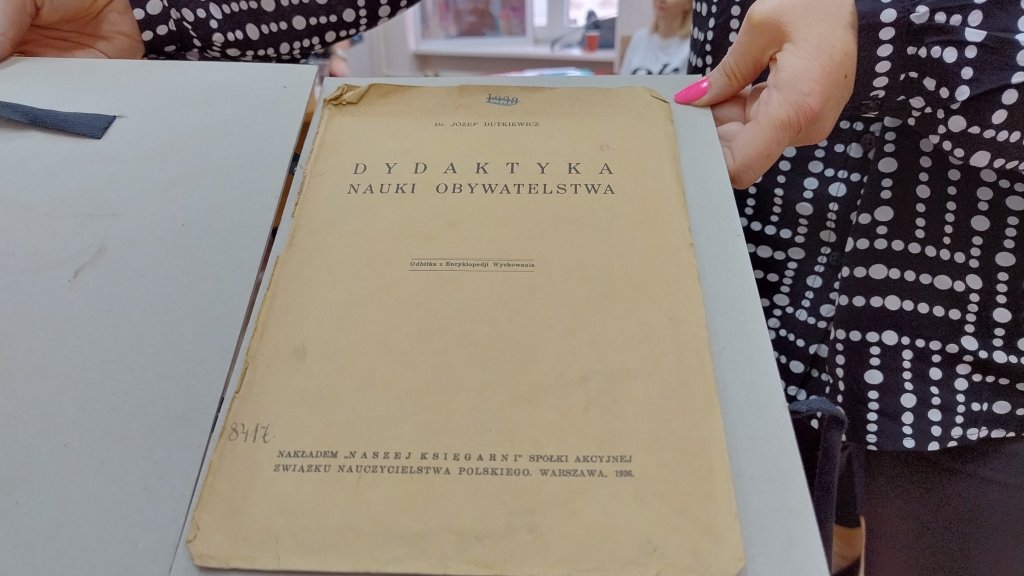 Dr. JÓZEF DUTKIEWICZ
DYDAKTYKA
NAUKI OBYWATELSTWA
Odbitka z Encyklopedji Wychowania
8417
NAKŁADEM „NASZEJ KSIĘGARNI" SPÓŁKI AKCYJNEJ
ZWIĄZKU NAUCZYCIELSTWA POLSKIEGO. WARSZAWA, 1936.